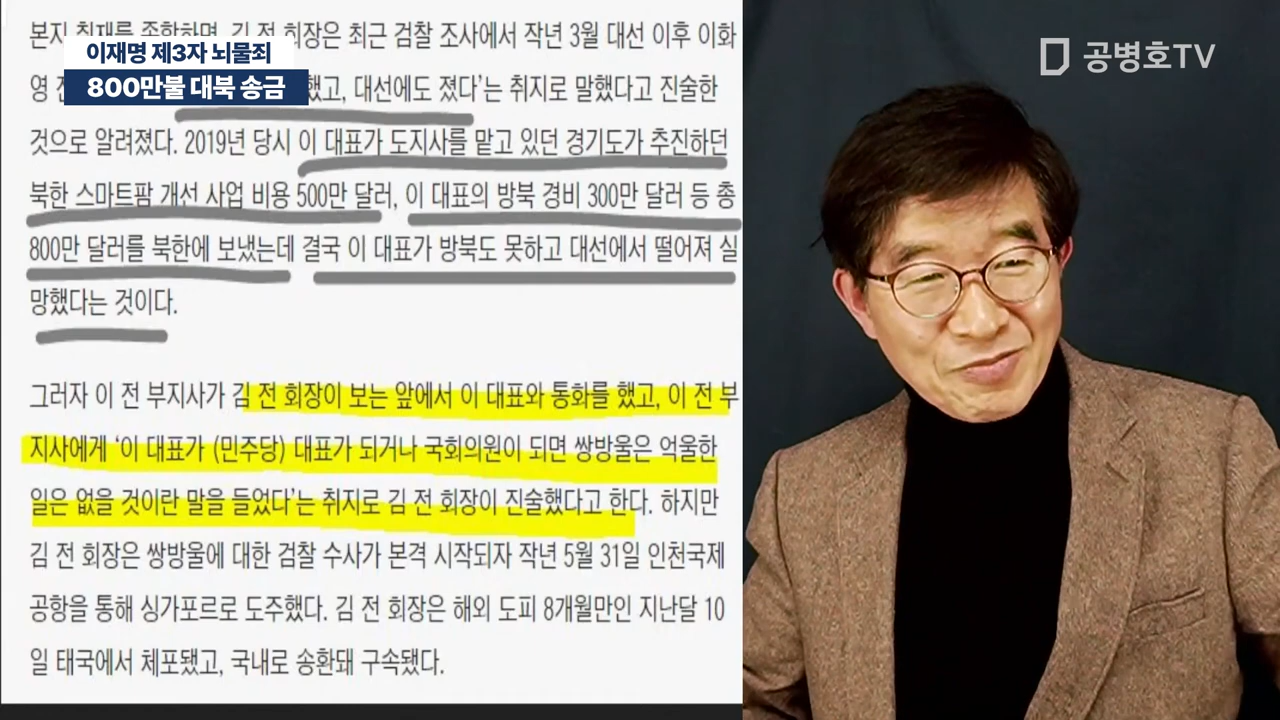 본지 취재를 종합하면, 김 전 회장은 최근 검찰 조사에서 작년 3월 대선 이후 이화
이재명 제3자 뇌물죄
800만불 대북 송금
영 전 했고, 대선에도 졌다’는 취지로 말했다고 진술한
것으로 알려졌다. 2019년 당시 이 대표가 도지사를 맡고 있던 경기도가 추진하던
북한 스마트팜 개선 사업 비용 500만 달러, 이 대표의 방북 경비 300만 달러 등 총
800만 달러를 북한에 보냈는데 결국 이 대표가 방북도 못하고 대선에서 떨어져 실
망했다는 것이다.
그러자 이 전 부지사가 김 전 회장이 보는 앞에서 이 대표와 통화를 했고, 이 전 부
지사에게 ‘이 대표가 (민주당) 대표가 되거나 국회의원이 되면 쌍방울은 억울한
일은 없을 것이란 말을 들었다’는 취지로 김 전 회장이 진술했다고 한다. 하지만
김 전 회장은 쌍방울에 대한 검찰 수사가 본격 시작되자 작년 5월 31일 인천국제
공항을 통해 싱가포르로 도주했다. 김 전 회장은 해외 도피 8개월만인 지난달 10
일 태국에서 체포됐고, 국내로 송환돼 구속됐다.
공병호TV